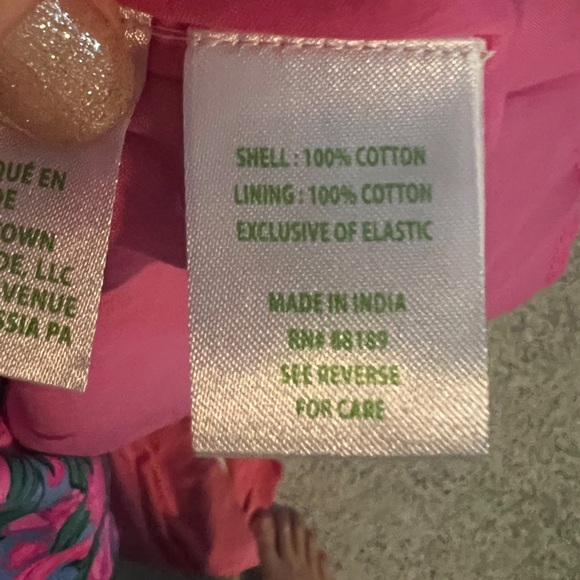 QUÉ EN
DE
OWN
DE, LLC
VENUE
SSIA PA
SHELL : 100% COTTON
LINING : 100% COTTON
EXCLUSIVE OF ELASTIC
MADE IN INDIA
RN# 88189
SEE REVERSE
FOR CARE